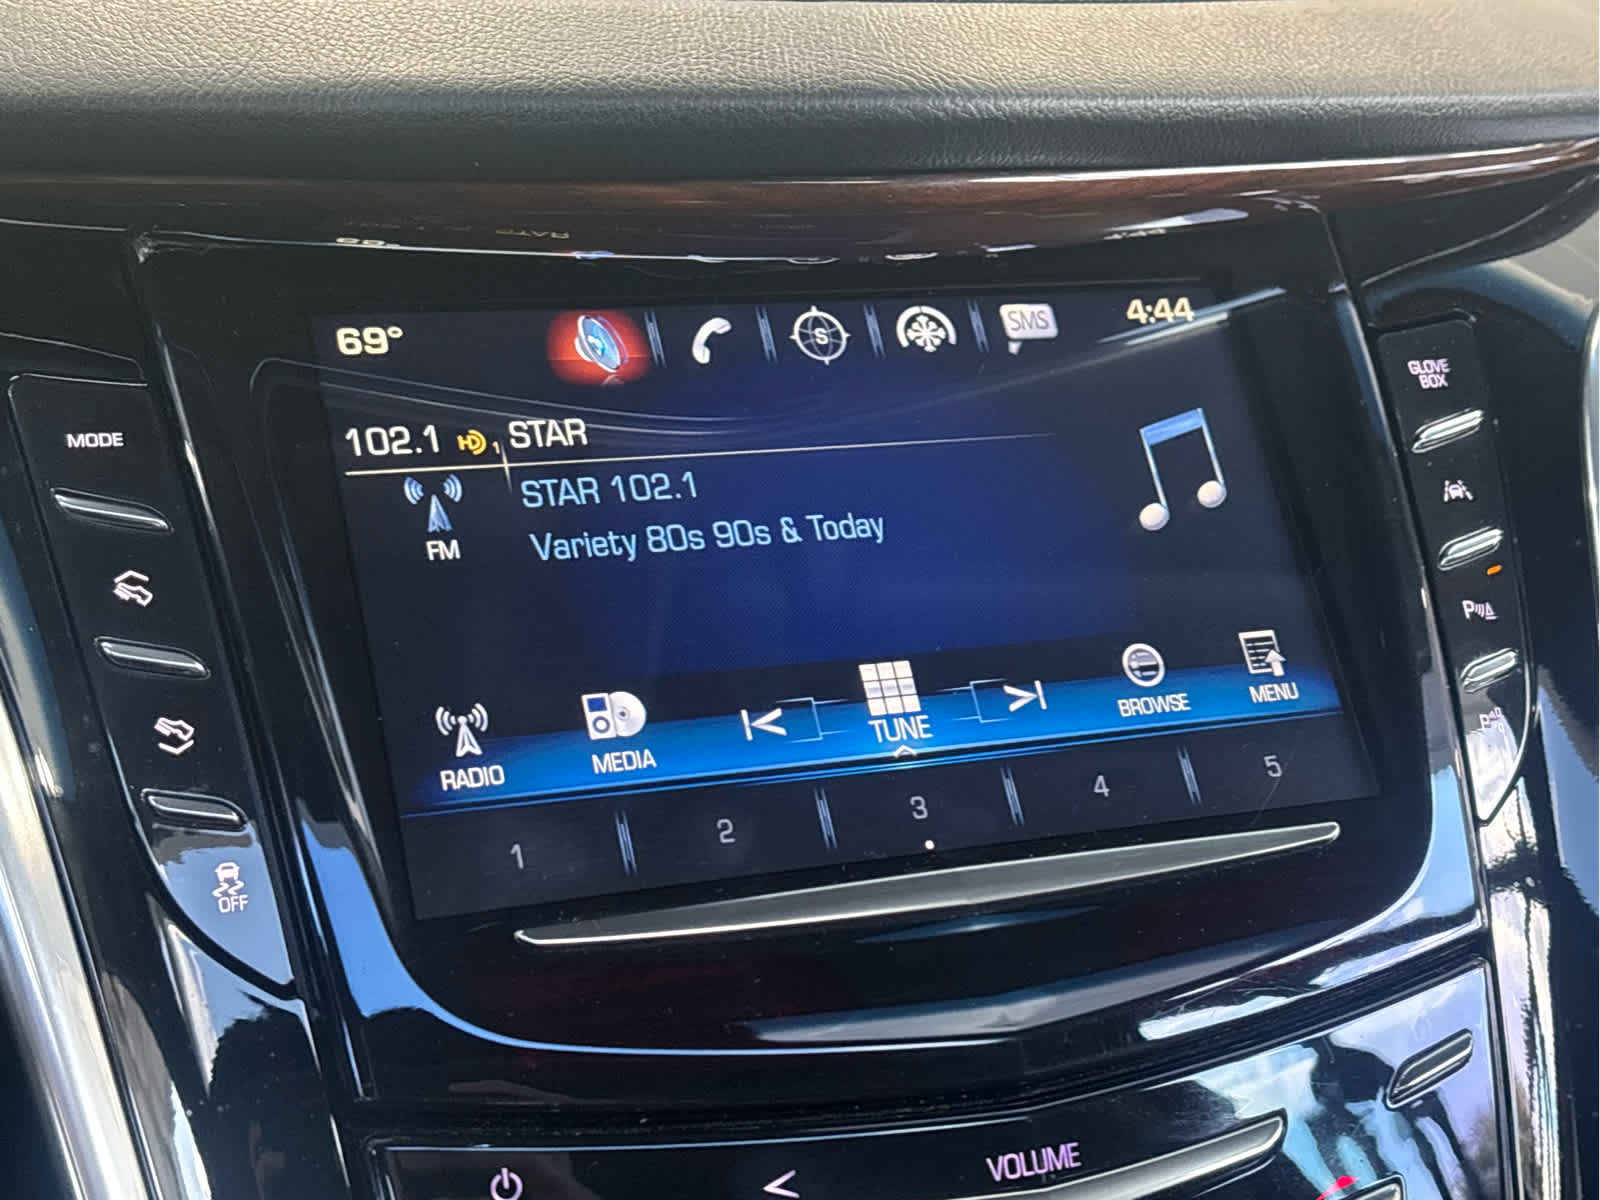 69°
S
SMS
4:44
102.1 HD 1 STAR
FM
STAR 102.1
Variety 80s 90s & Today
RADIO
MEDIA
TUNE
BROWSE
MENU
1
2
3
4
5
MODE
OFF
GLOVE
BOX
P
P
VOLUME